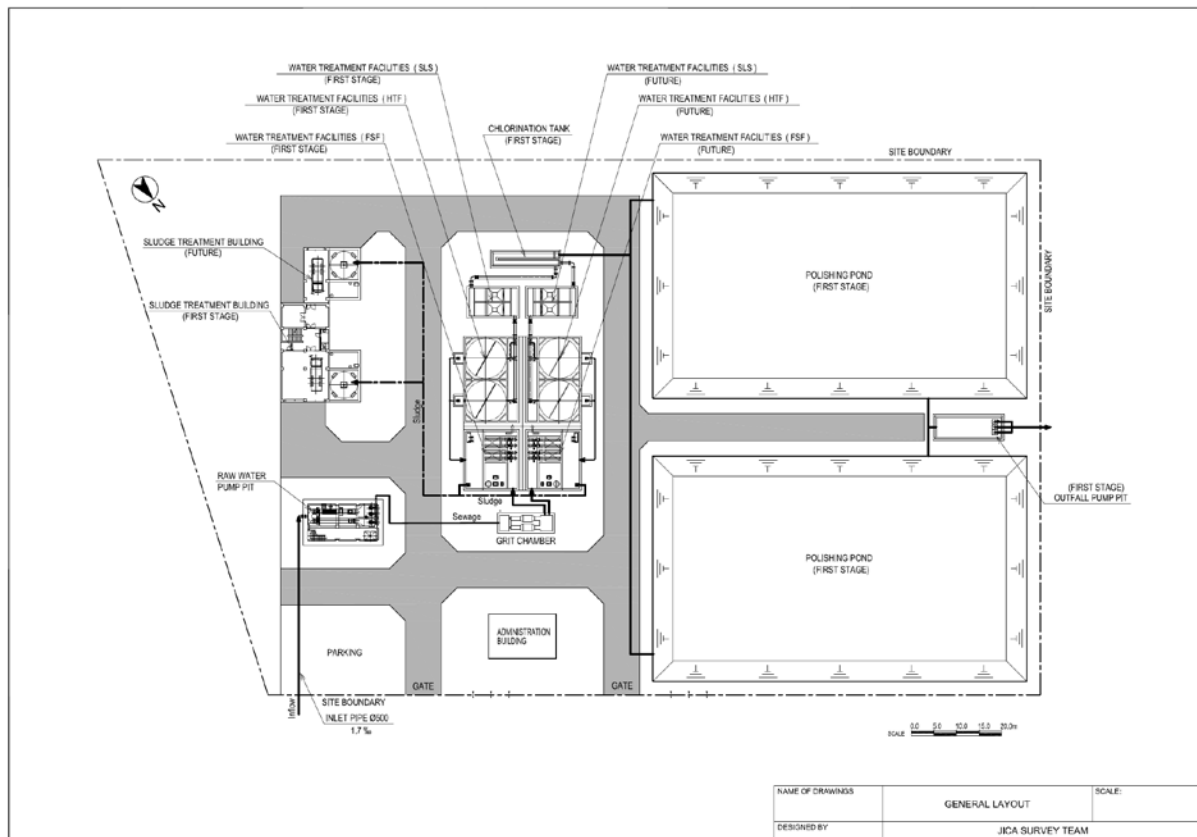 WATER TREATMENT FACILITIES ( SLS )
(FIRST STAGE)
WATER TREATMENT FACILITIES ( SLS )
(FUTURE)
WATER TREATMENT FACILITIES ( HTF )
(FIRST STAGE)
WATER TREATMENT FACILITIES ( HTF )
(FUTURE)
CHLORINATION TANK
(FIRST STAGE)
WATER TREATMENT FACILITIES ( FSF )
(FIRST STAGE)
WATER TREATMENT FACILITIES ( FSF )
(FUTURE)
SITE BOUNDARY
N
SLUDGE TREATMENT BUILDING
(FUTURE)
SITE BOUNDARY
POLISHING POND
(FIRST STAGE)
SLUDGE TREATMENT BUILDING
(FIRST STAGE)
Sludge
RAW WATER
PUMP PIT
Sludge
Sewage
GRIT CHAMBER
(FIRST STAGE)
OUTFALL PUMP PIT
POLISHING POND
(FIRST STAGE)
ADMINISTRATION
BUILDING
PARKING
GATE
GATE
SITE BOUNDARY
Inflow
INLET PIPE Ø600
1.7 ‰
SCALE 0.0 5.0 10.0 15.0 20.0m
NAME OF DRAWINGS
GENERAL LAYOUT
SCALE:
DESIGNED BY
JICA SURVEY TEAM